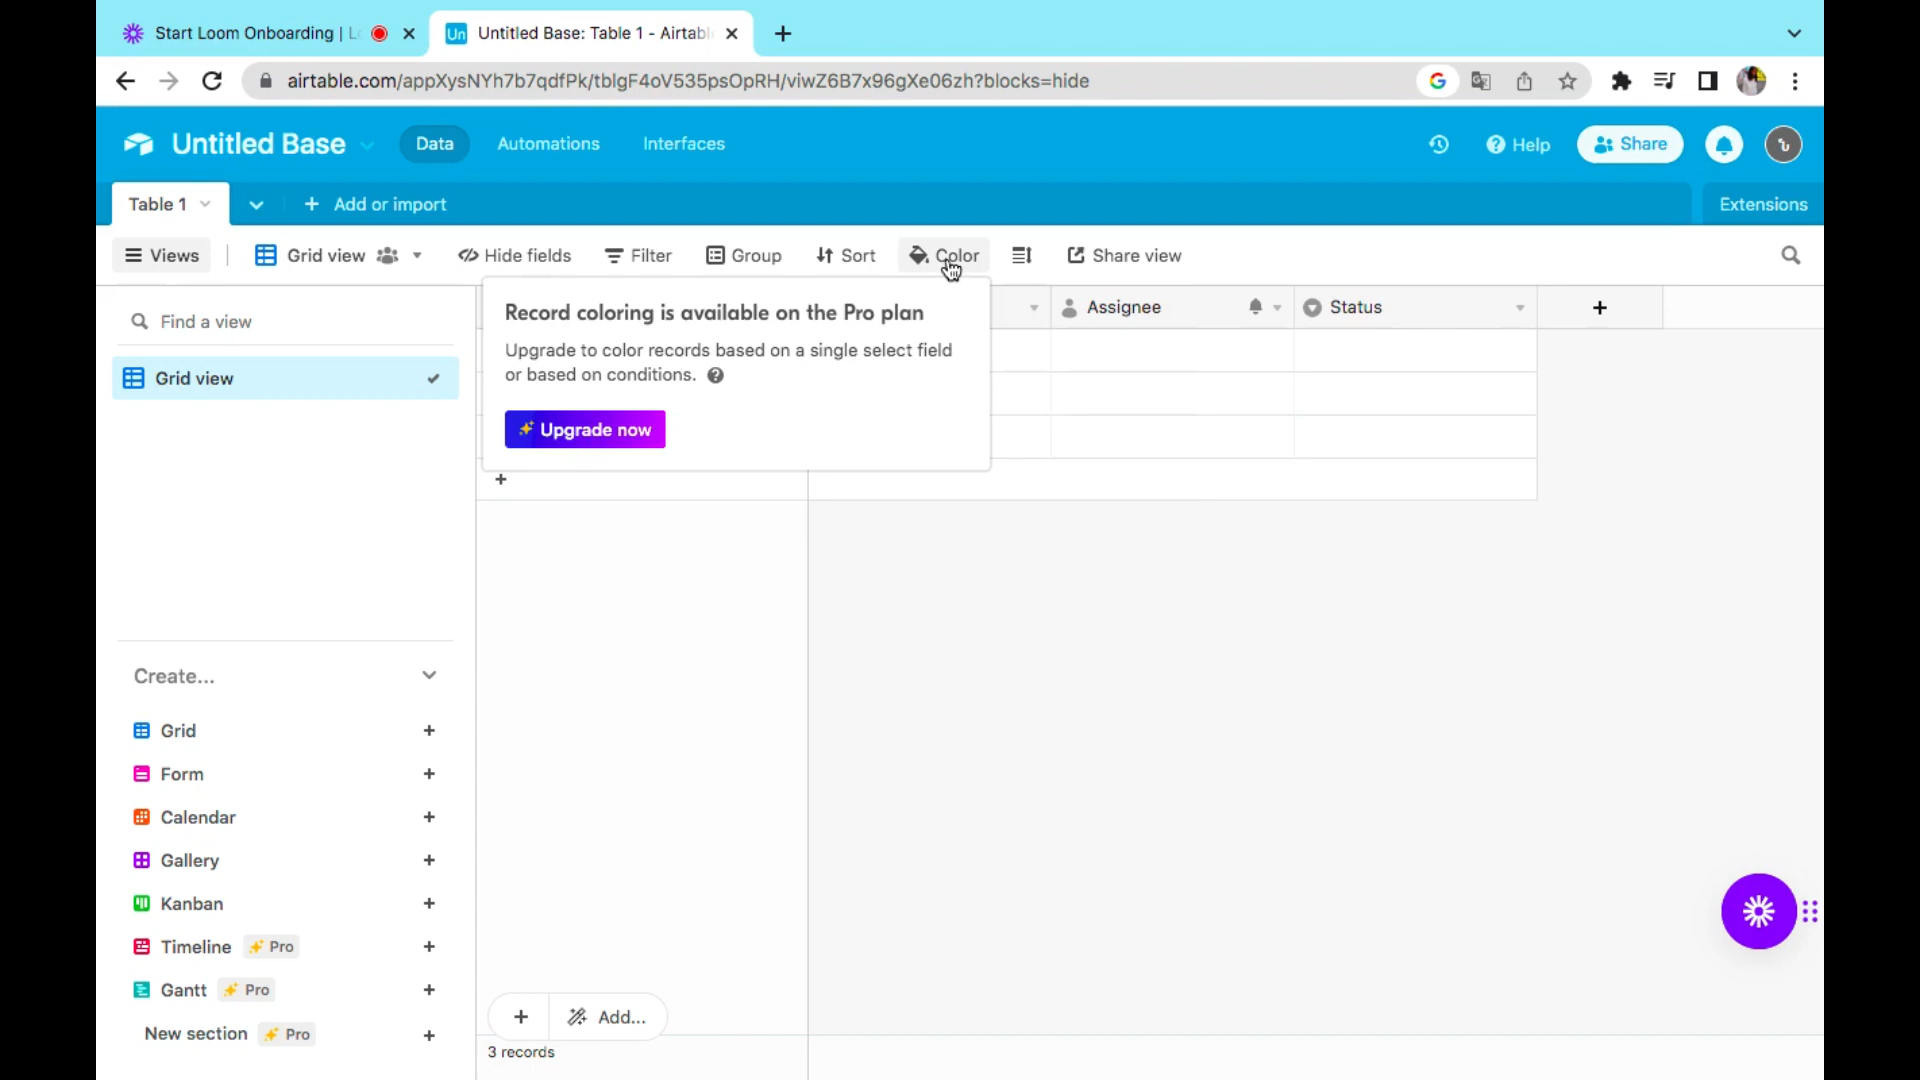 Start Loom Onboarding | L
Un Untitled Base: Table 1 - Airtabl
airtable.com/appXysNYh7b7qdfPk/tblgF4oV535psOpRH/viwZ6B7x96gXe06zh?blocks=hide
Untitled Base
Data
Automations
Interfaces
Help
Share
Table 1
Add or import
Extensions
Views
Grid view
Hide fields
Filter
Group
Sort
Color
Share view
Find a view
Record coloring is available on the Pro plan
Upgrade to color records based on a single select field
or based on conditions.
Upgrade now
Assignee
Status
Grid view
Create...
Grid
Form
Calendar
Gallery
Kanban
Timeline Pro
Gantt Pro
New section Pro
Add...
3 records